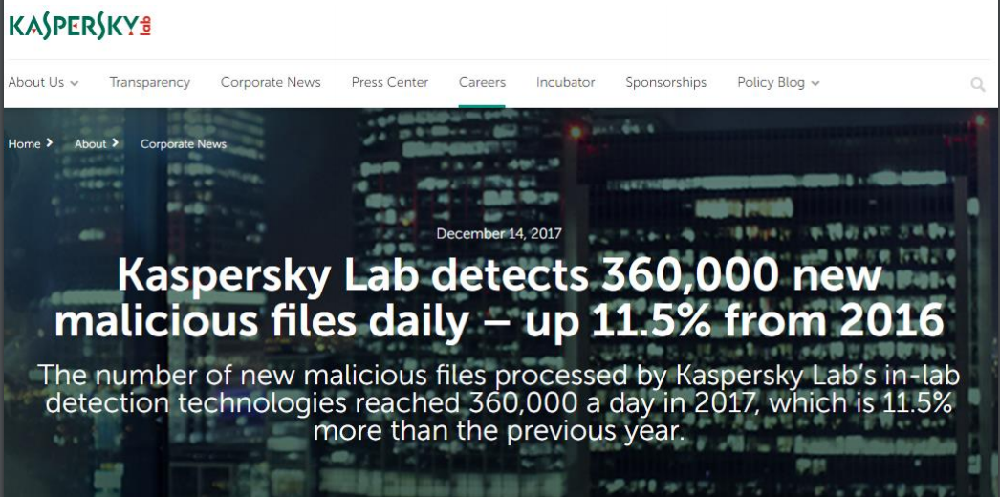 KASPERSKY lab
About Us Transparency Corporate News Press Center Careers Incubator Sponsorships Policy Blog
Home > About > Corporate News
December 14, 2017
Kaspersky Lab detects 360,000 new
malicious files daily – up 11.5% from 2016
The number of new malicious files processed by Kaspersky Lab's in-lab
detection technologies reached 360,000 a day in 2017, which is 11.5%
more than the previous year.